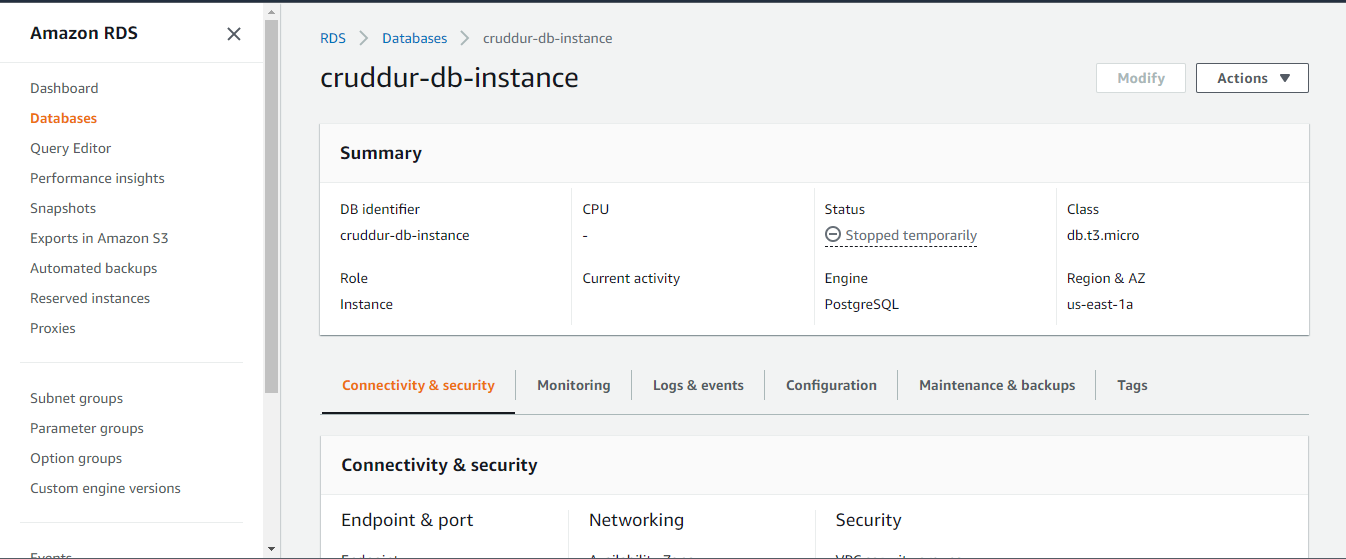 Amazon RDS
Dashboard
Databases
Query Editor
Performance insights
Snapshots
Exports in Amazon S3
Automated backups
Reserved instances
Proxies
Subnet groups
Parameter groups
Option groups
Custom engine versions
Events
RDS > Databases > cruddur-db-instance
cruddur-db-instance
Modify
Actions
Summary
DB identifier
cruddur-db-instance
CPU
-
Status
Stopped temporarily
Class
db.t3.micro
Role
Instance
Current activity
Engine
PostgreSQL
Region & AZ
us-east-1a
Connectivity & security
Monitoring
Logs & events
Configuration
Maintenance & backups
Tags
Connectivity & security
Endpoint & port
Networking
Security